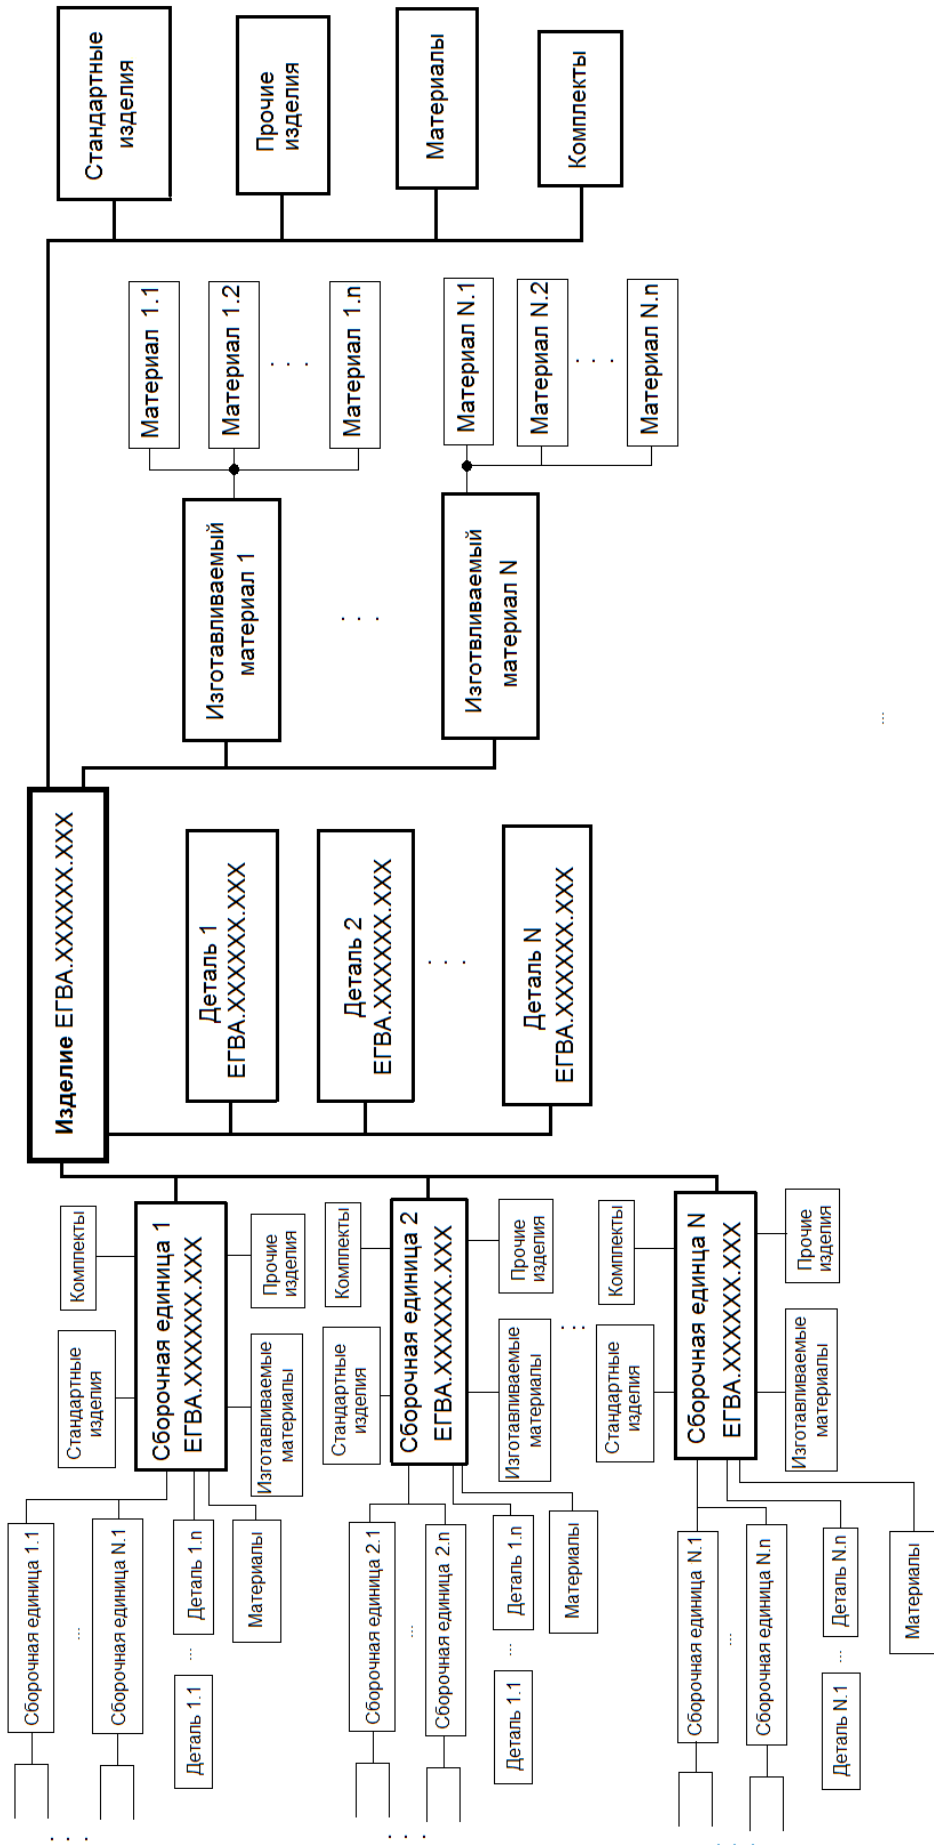 Изделие ЕГВА.XXXXXX.XXX
Комплекты
Стандартные
изделия
Сборочная единица 1
ЕГВА.XXXXXX.XXX
Прочие
изделия
Изготавливаемые
материалы
Сборочная единица 1.1
...
Сборочная единица N.1
Деталь 1.1
...
Деталь 1.n
Материалы
. . .
Комплекты
Стандартные
изделия
Сборочная единица 2
ЕГВА.XXXXXX.XXX
Прочие
изделия
Изготавливаемые
материалы
Сборочная единица 2.1
...
Сборочная единица 2.n
Деталь 1.1
...
Деталь 1.n
Материалы
. . .
Комплекты
Стандартные
изделия
Сборочная единца N
ЕГВА.XXXXXX.XXX
Прочие
изделия
Изготавливаемые
материалы
Сборочная единица N.1
...
Сборочная единица N.n
Деталь N.1
...
Деталь N.n
Материалы
. . .
Деталь 1
ЕГВА.XXXXXX.XXX
Деталь 2
ЕГВА.XXXXXX.XXX
. . .
Деталь N
ЕГВА.XXXXXX.XXX
Изготавливаемый
материал 1
. . .
Изготвливаемый
материал N
Материал 1.1
Материал 1.2
. . .
Материал 1.n
Материал N.1
Материал N.2
. . .
Материал N.n
Стандартные
изделия
Прочие
изделия
Материалы
Комплекты
...